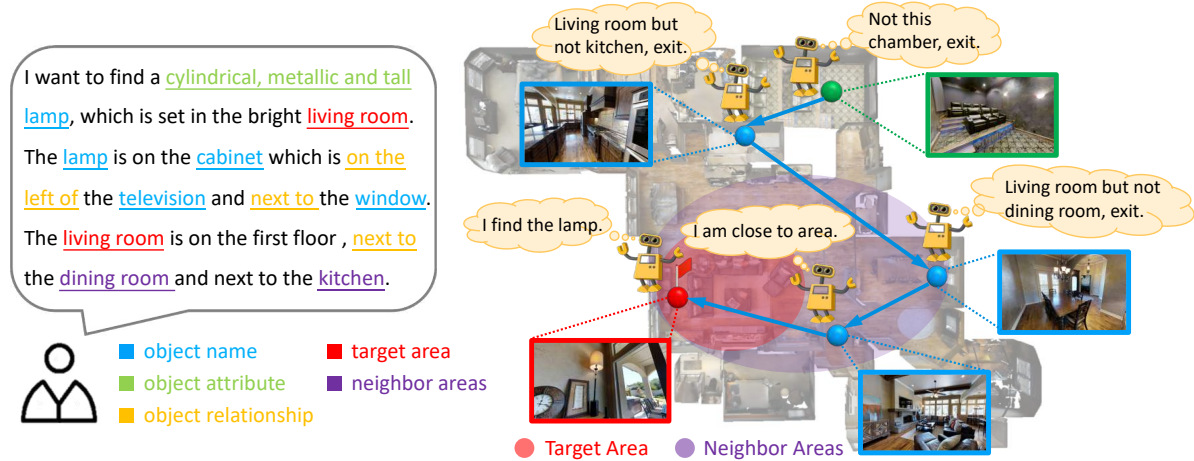 I want to find a cylindrical, metallic and tall
lamp, which is set in the bright living room.
The lamp is on the cabinet which is on the
left of the television and next to the window.
The living room is on the first floor , next to
the dining room and next to the kitchen.
object name
target area
object attribute
neighbor areas
object relationship
Living room but
not kitchen, exit.
Not this
chamber, exit.
Living room but not
dining room, exit.
I find the lamp.
I am close to area.
Target Area
Neighbor Areas